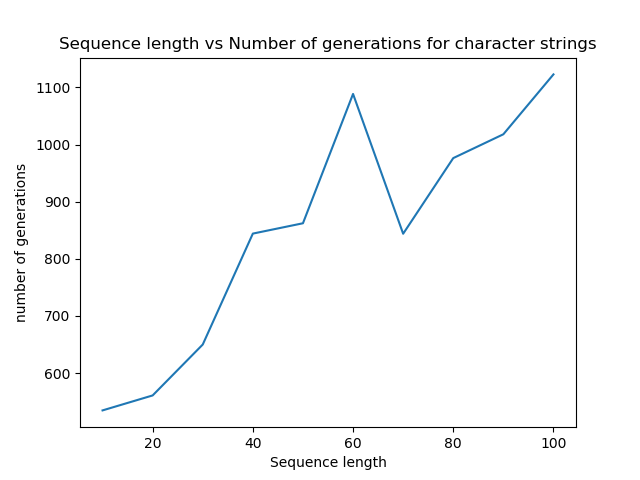 Sequence length vs Number of generations for character strings
1100
1000
900
800
700
600
number of generations
20 40 60 80 100
Sequence length